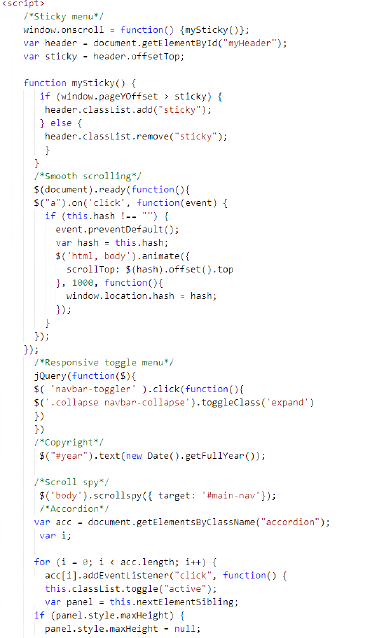 <script>
/*Sticky menu*/
window.onscroll = function() {mySticky()};
var header = document.getElementById("myHeader");
var sticky = header.offsetTop;
function mySticky() {
if (window.pageYOffset > sticky) {
header.classList.add("sticky");
} else {
header.classList.remove("sticky");
}
}
/*Smooth scrolling*/
$(document).ready(function(){
$("a").on('click', function(event) {
if (this.hash !== "") {
event.preventDefault();
var hash = this.hash;
$('html, body').animate({
scrollTop: $(hash).offset().top
}, 1000, function(){
window.location.hash = hash;
});
}
});
});
/*Responsive toggle menu*/
jQuery(function($){
$( 'navbar-toggler' ).click(function(){
$('.collapse navbar-collapse').toggleClass('expand')
})
})
/*Copyright*/
$("#year").text(new Date().getFullYear());
/*Scroll spy*/
$('body').scrollspy({ target: '#main-nav'});
/*Accordion*/
var acc = document.getElementsByClassName("accordion");
var i;
for (i = 0; i < acc.length; i++) {
acc[i].addEventListener("click", function() {
this.classList.toggle("active");
var panel = this.nextElementSibling;
if (panel.style.maxHeight) {
panel.style.maxHeight = null;